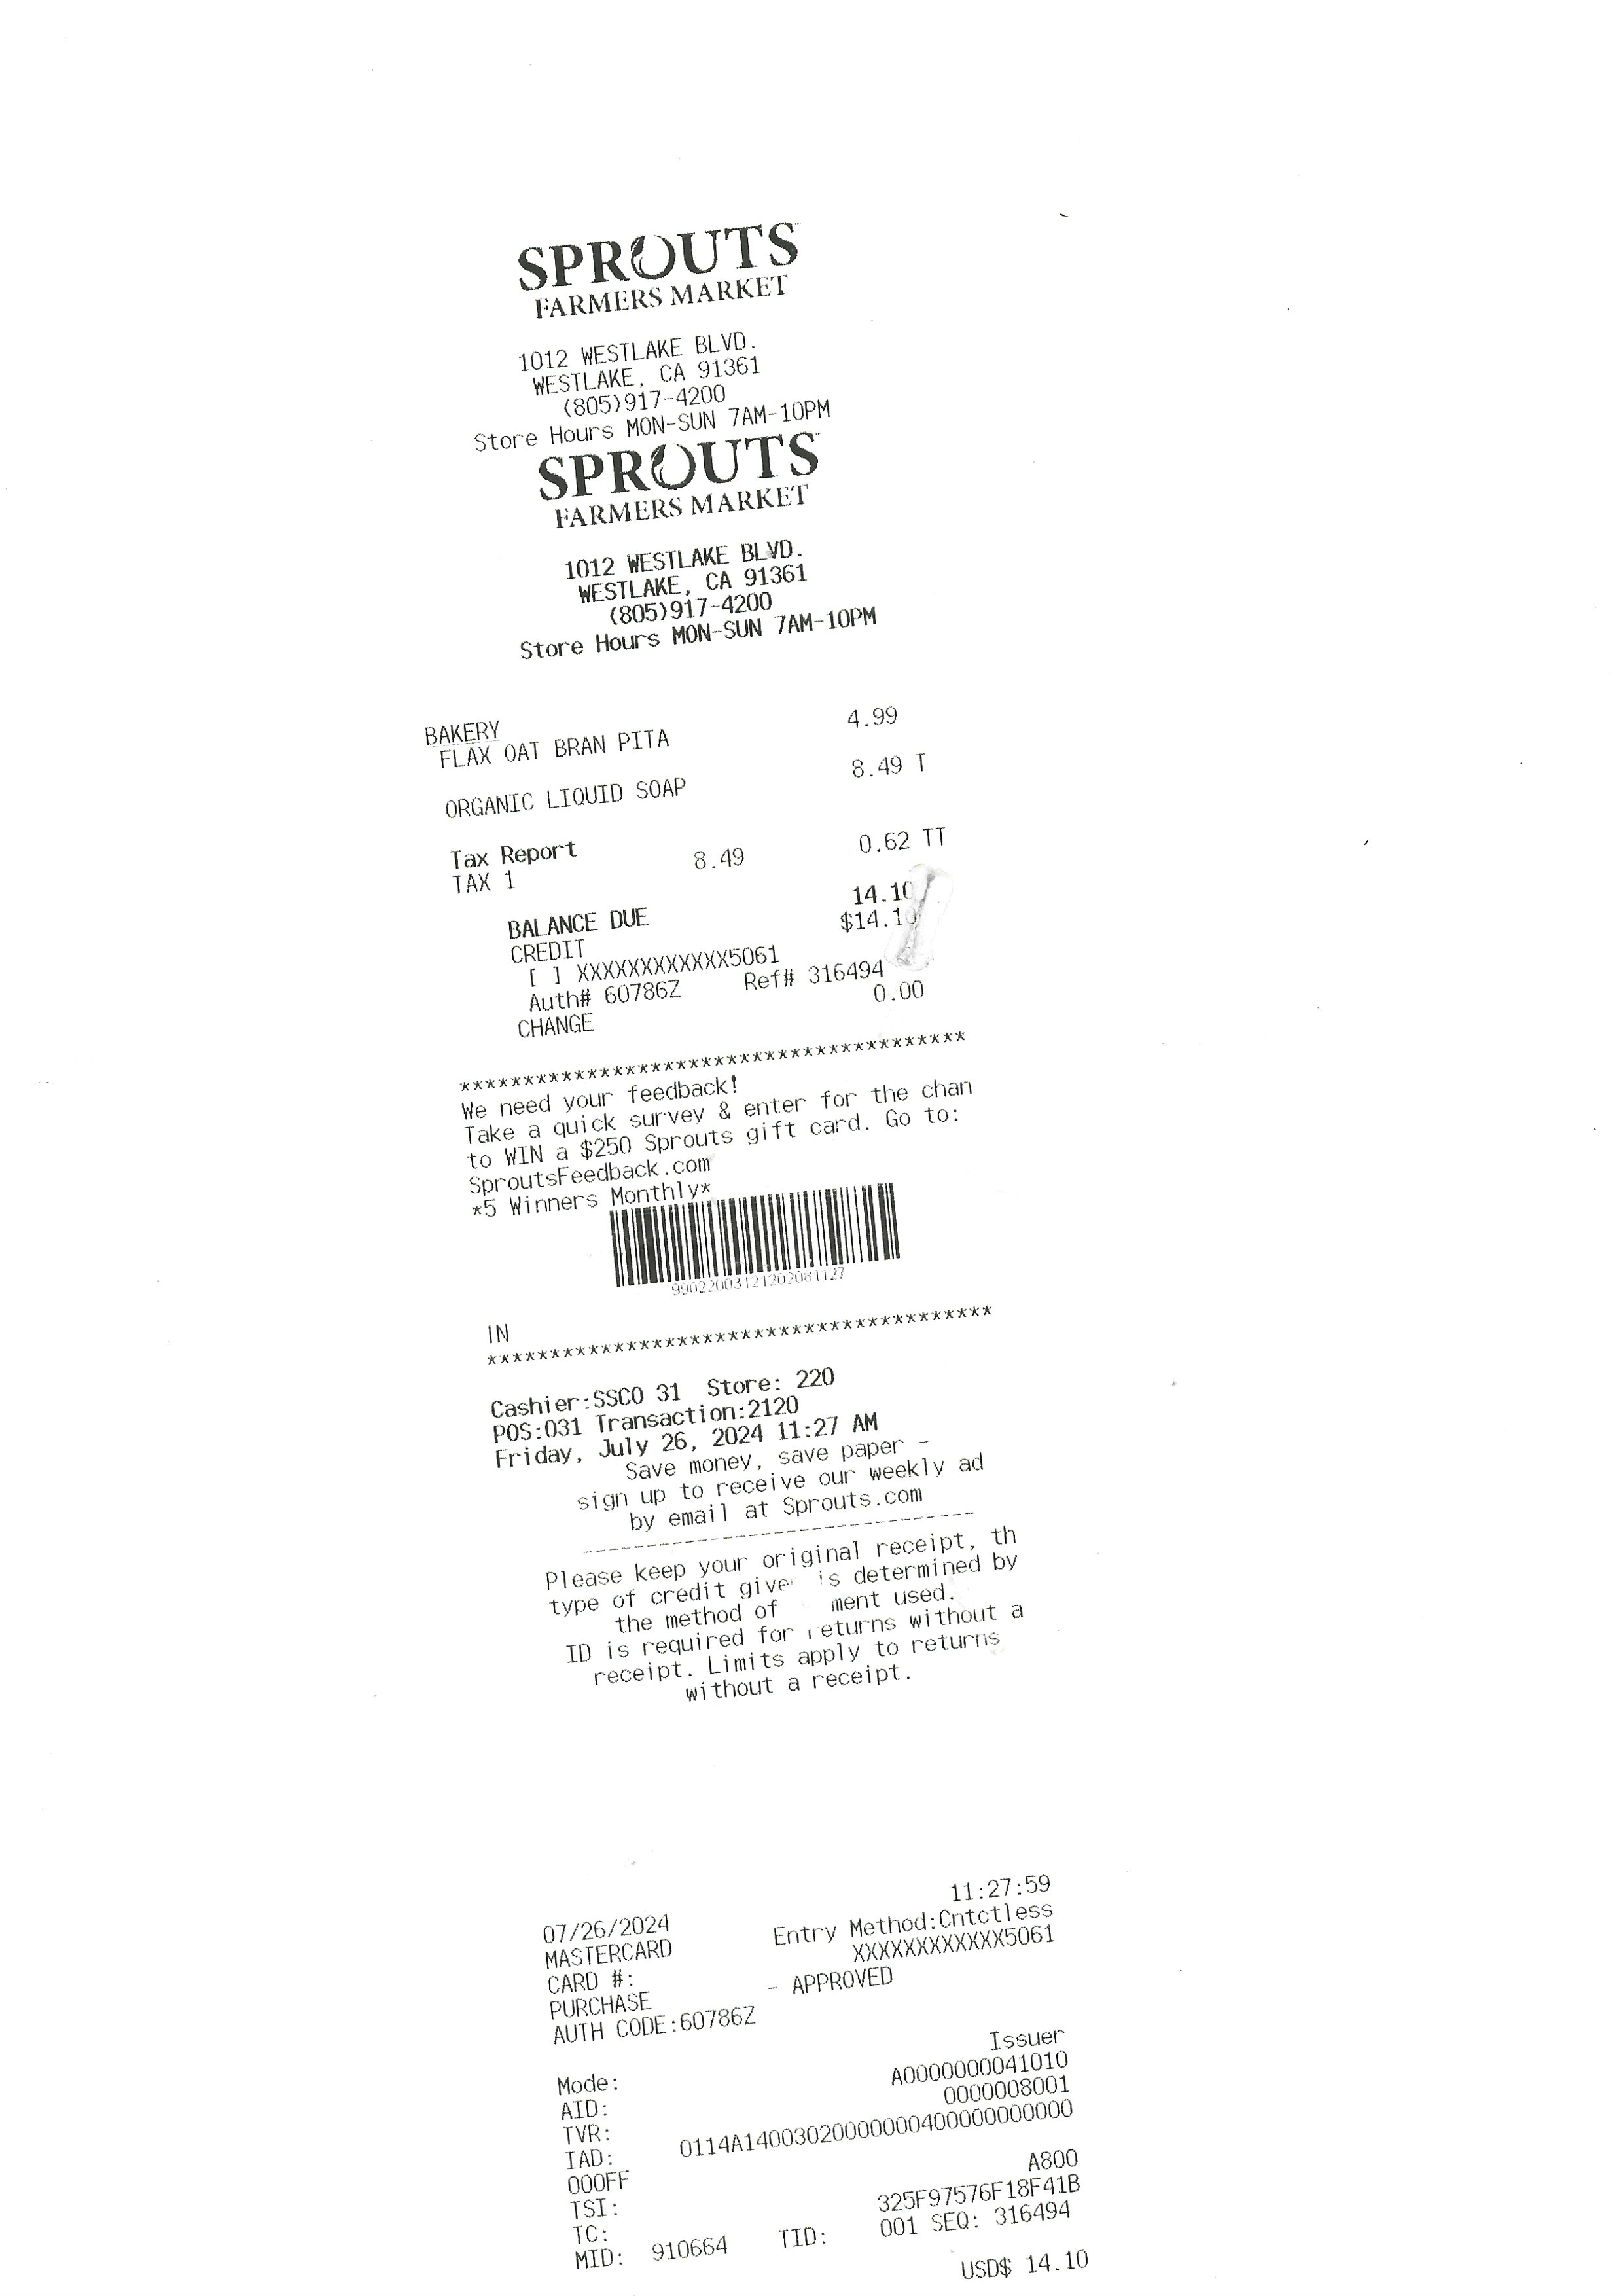 SPROUTS
FARMERS MARKET
1012 WESTLAKE BLVD.
WESTLAKE, CA 91361
(805)917-4200
Store Hours MON-SUN 7AM-10PM
SPROUTS
FARMERS MARKET
1012 WESTLAKE BLVD.
WESTLAKE, CA 91361
(805)917-4200
Store Hours MON-SUN 7AM-10PM
BAKERY
FLAX OAT BRAN PITA 4.99
ORGANIC LIQUID SOAP 8.49 T
Tax Report
TAX 1 8.49 0.62 TT
BALANCE DUE 14.10
CREDIT $14.10
[ ] XXXXXXXXXXXX5061
Auth# 60786Z Ref# 316494
CHANGE 0.00
****************************************
We need your feedback!
Take a quick survey & enter for the chan
to WIN a $250 Sprouts gift card. Go to:
SproutsFeedback.com
*5 Winners Monthly*
99022003121202081127
IN
****************************************
Cashier:SSCO 31 Store: 220
POS:031 Transaction:2120
Friday, July 26, 2024 11:27 AM
Save money, save paper -
sign up to receive our weekly ad
by email at Sprouts.com
-------------------------------
Please keep your original receipt, th
type of credit give is determined by
the method of ment used.
ID is required for returns without a
receipt. Limits apply to returns
without a receipt.
07/26/2024 11:27:59
MASTERCARD Entry Method:Cntctless
CARD #: XXXXXXXXXXXX5061
PURCHASE - APPROVED
AUTH CODE:60786Z
Mode: Issuer
AID: A0000000041010
TVR: 0000008001
IAD: 0114A14003020000000400000000000
000FF
TSI: A800
TC: 325F97576F18F41B
MID: 910664 TID: 001 SEQ: 316494
USD$ 14.10